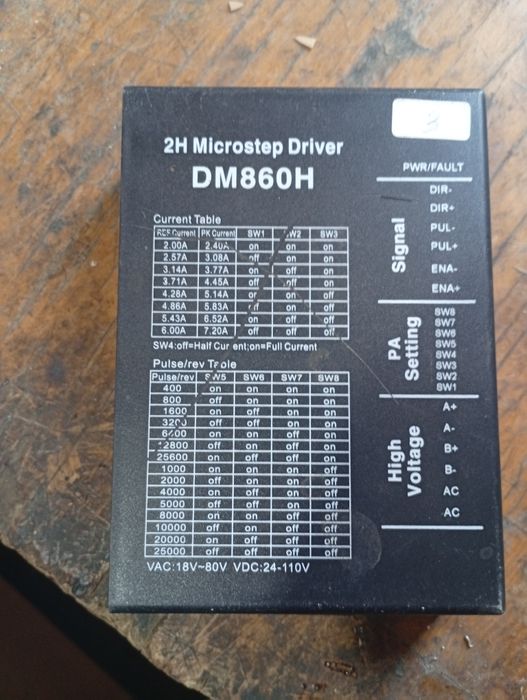 2H Microstep Driver
DM860H
Current Table
REF Current PK Current SW1 SW2 SW3
2.00A 2.40A on on on
2.57A 3.08A off on on
3.14A 3.77A on off on
3.71A 4.45A off off on
4.28A 5.14A on on off
4.86A 5.83A off on off
5.43A 6.52A on off off
6.00A 7.20A off off off
SW4:off=Half Current;on=Full Current
Pulse/rev Table
Pulse/rev SW5 SW6 SW7 SW8
400 on on on on
800 off on on on
1600 on off on on
3200 off off on on
6400 on on off on
12800 off on off on
25600 on off off on
1000 on on on off
2000 off on on off
4000 on off on off
5000 off off on off
8000 on on off off
10000 off on off off
20000 on off off off
25000 off off off off
VAC:18V~80V VDC:24-110V
PWR/FAULT
Signal
DIR-
DIR+
PUL-
PUL+
ENA-
ENA+
PA Setting
SW8
SW7
SW6
SW5
SW4
SW3
SW2
SW1
High Voltage
A+
A-
B+
B-
AC
AC